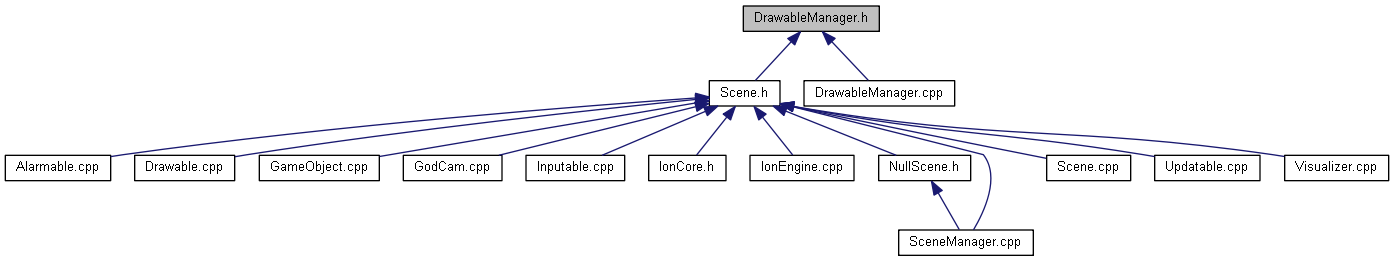 DrawableManager.h
Scene.h
DrawableManager.cpp
Alarmable.cpp
Drawable.cpp
GameObject.cpp
GodCam.cpp
Inputable.cpp
IonCore.h
IonEngine.cpp
NullScene.h
Scene.cpp
Updatable.cpp
Visualizer.cpp
SceneManager.cpp